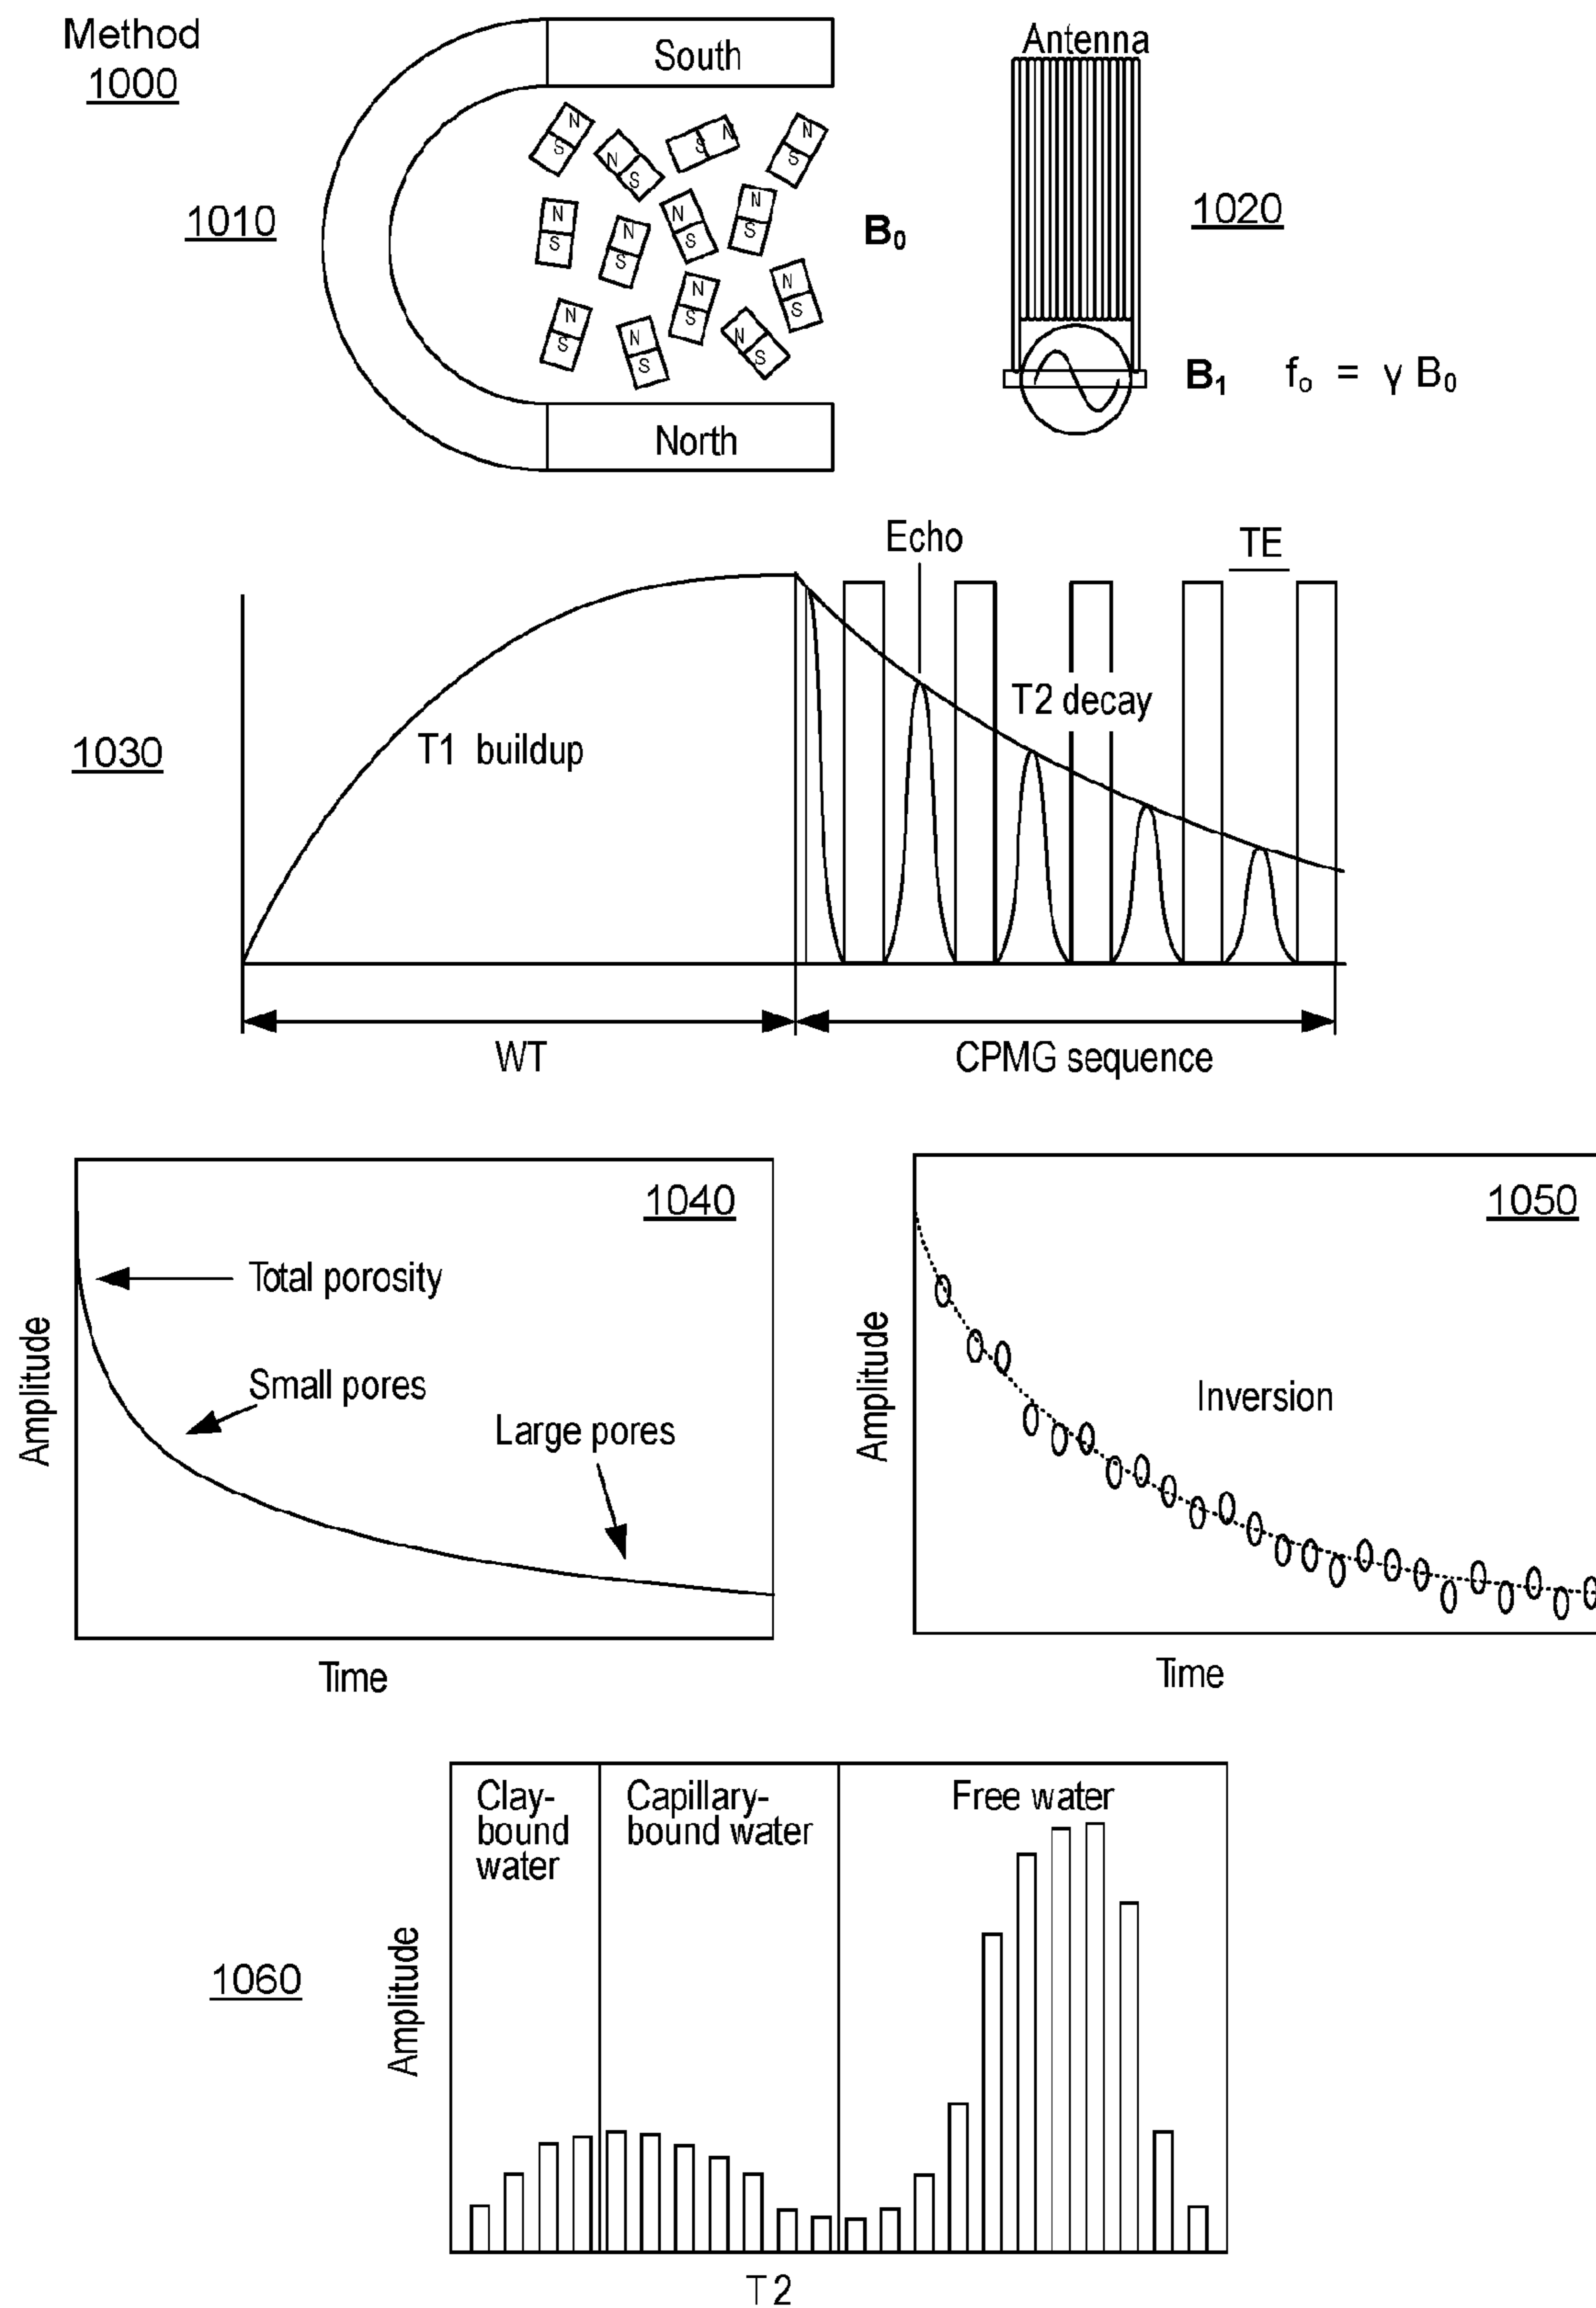 Method
1000
South
Antenna
N
S
N
S
S
N
N
S
1010
N
S
N
S
N
S
N
S
B₀
1020
N
S
N
S
N
S
N
S
N
S
B₁ fₒ = γ B₀
North
Echo
TE
T2 decay
1030
T1 buildup
WT
CPMG sequence
1040
Total porosity
Small pores
Large pores
Amplitude
Time
1050
Inversion
Amplitude
Time
Clay-
bound
water
Capillary-
bound water
Free water
1060
Amplitude
T2